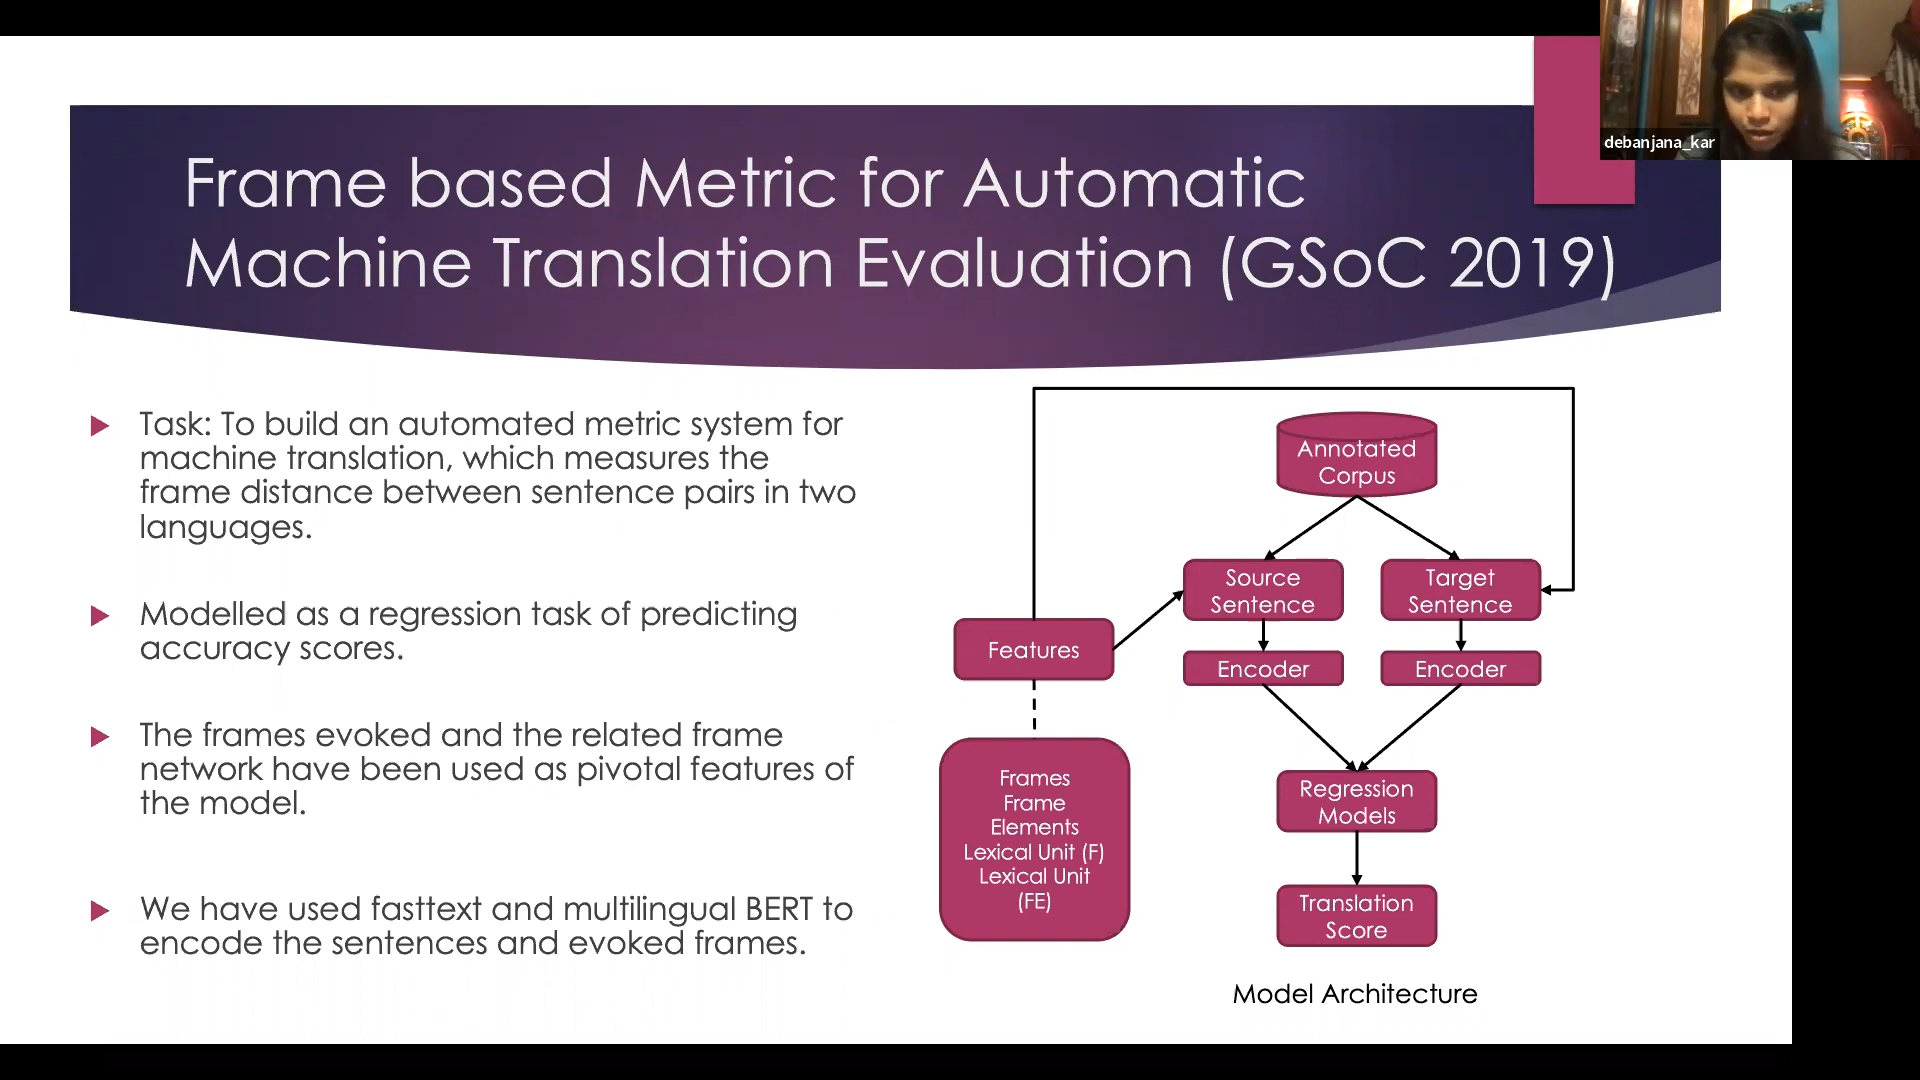 debanjana_kar
Frame based Metric for Automatic
Machine Translation Evaluation (GSoC 2019)
Task: To build an automated metric system for
machine translation, which measures the
frame distance between sentence pairs in two
languages.
Modelled as a regression task of predicting
accuracy scores.
The frames evoked and the related frame
network have been used as pivotal features of
the model.
We have used fasttext and multilingual BERT to
encode the sentences and evoked frames.
Annotated
Corpus
Source
Sentence
Target
Sentence
Features
Encoder
Encoder
Frames
Frame
Elements
Lexical Unit (F)
Lexical Unit
(FE)
Regression
Models
Translation
Score
Model Architecture